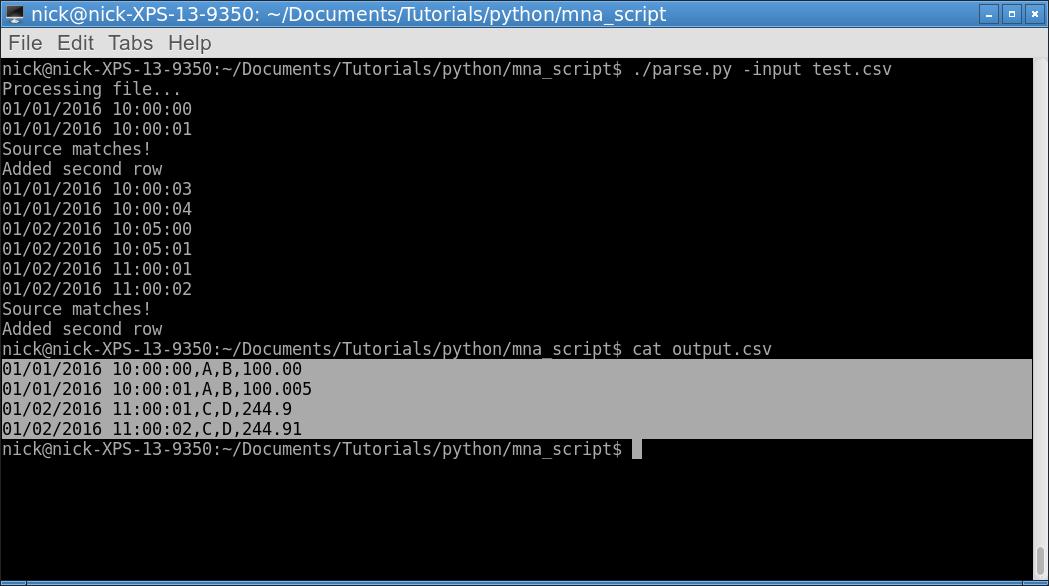 nick@nick-XPS-13-9350: ~/Documents/Tutorials/python/mna_script
File Edit Tabs Help
nick@nick-XPS-13-9350:~/Documents/Tutorials/python/mna_script$ ./parse.py -input test.csv
Processing file...
01/01/2016 10:00:00
01/01/2016 10:00:01
Source matches!
Added second row
01/01/2016 10:00:03
01/01/2016 10:00:04
01/02/2016 10:05:00
01/02/2016 10:05:01
01/02/2016 11:00:01
01/02/2016 11:00:02
Source matches!
Added second row
nick@nick-XPS-13-9350:~/Documents/Tutorials/python/mna_script$ cat output.csv
01/01/2016 10:00:00,A,B,100.00
01/01/2016 10:00:01,A,B,100.005
01/02/2016 11:00:01,C,D,244.9
01/02/2016 11:00:02,C,D,244.91
nick@nick-XPS-13-9350:~/Documents/Tutorials/python/mna_script$